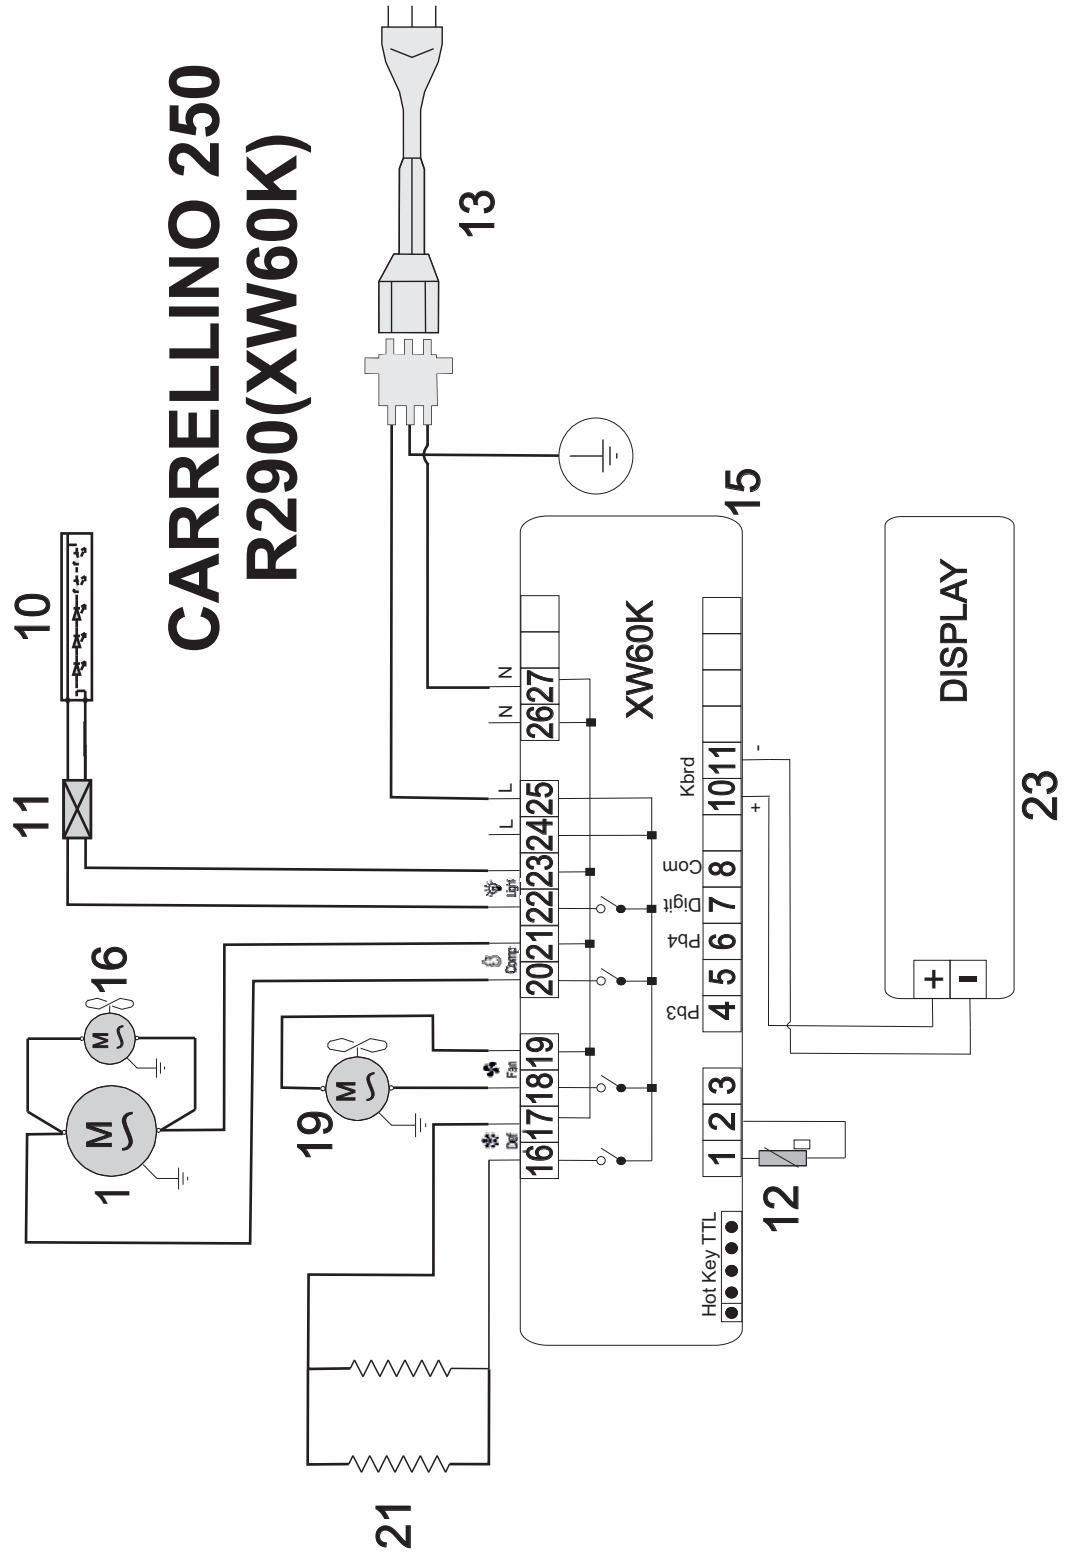 CARRELLINO 250
R290(XW60K)
10
11
16
1
19
21
13
15
12
23
N
N
L
L
Light
Comp
Fan
Def
27
26
25
24
23
22
21
20
19
18
17
16
XW60K
Kbrd
Com
Digit
Pb4
Pb3
Hot Key TTL
11
10
8
7
6
5
4
3
2
1
-
+
DISPLAY
+
-
M
M
M